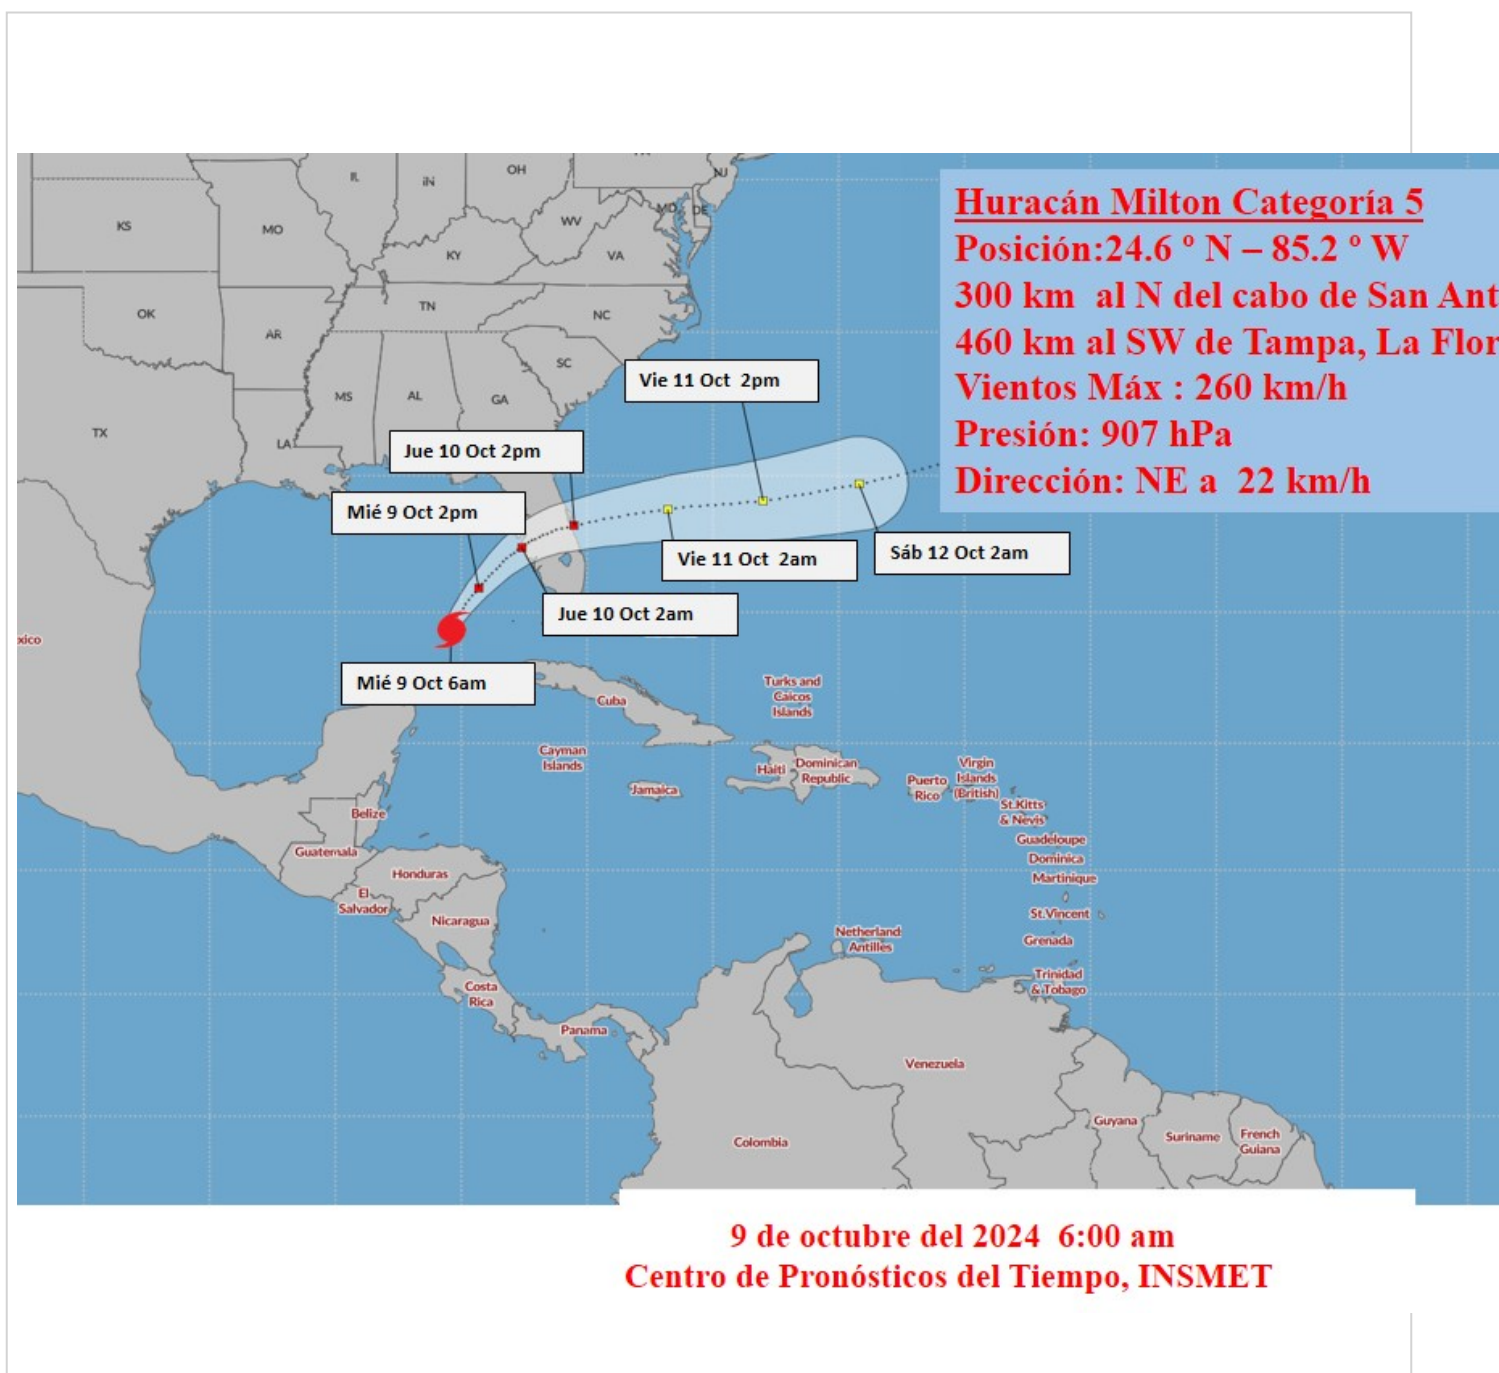 IL
IN
OH
NJ
KS
MO
WV
MD
DE
KY
VA
OK
AR
TN
NC
SC
TX
LA
MS
AL
GA
Huracán Milton Categoría 5
Posición:24.6 º N – 85.2 º W
300 km al N del cabo de San Ant
460 km al SW de Tampa, La Flor
Vientos Máx : 260 km/h
Presión: 907 hPa
Dirección: NE a 22 km/h
Vie 11 Oct 2pm
Jue 10 Oct 2pm
Mié 9 Oct 2pm
Vie 11 Oct 2am
Sáb 12 Oct 2am
Jue 10 Oct 2am
Mié 9 Oct 6am
xico
Cuba
Turks and
Caicos
Islands
Cayman
Islands
Jamaica
Haiti
Dominican
Republic
Puerto
Rico
Virgin
Islands
(British)
St.Kitts
& Nevis
Guadeloupe
Dominica
Martinique
St.Vincent
Grenada
Trinidad
& Tobago
Netherland
Antilles
Belize
Guatemala
Honduras
El
Salvador
Nicaragua
Costa
Rica
Panama
Venezuela
Colombia
Guyana
Suriname
French
Guiana
9 de octubre del 2024 6:00 am
Centro de Pronósticos del Tiempo, INSMET